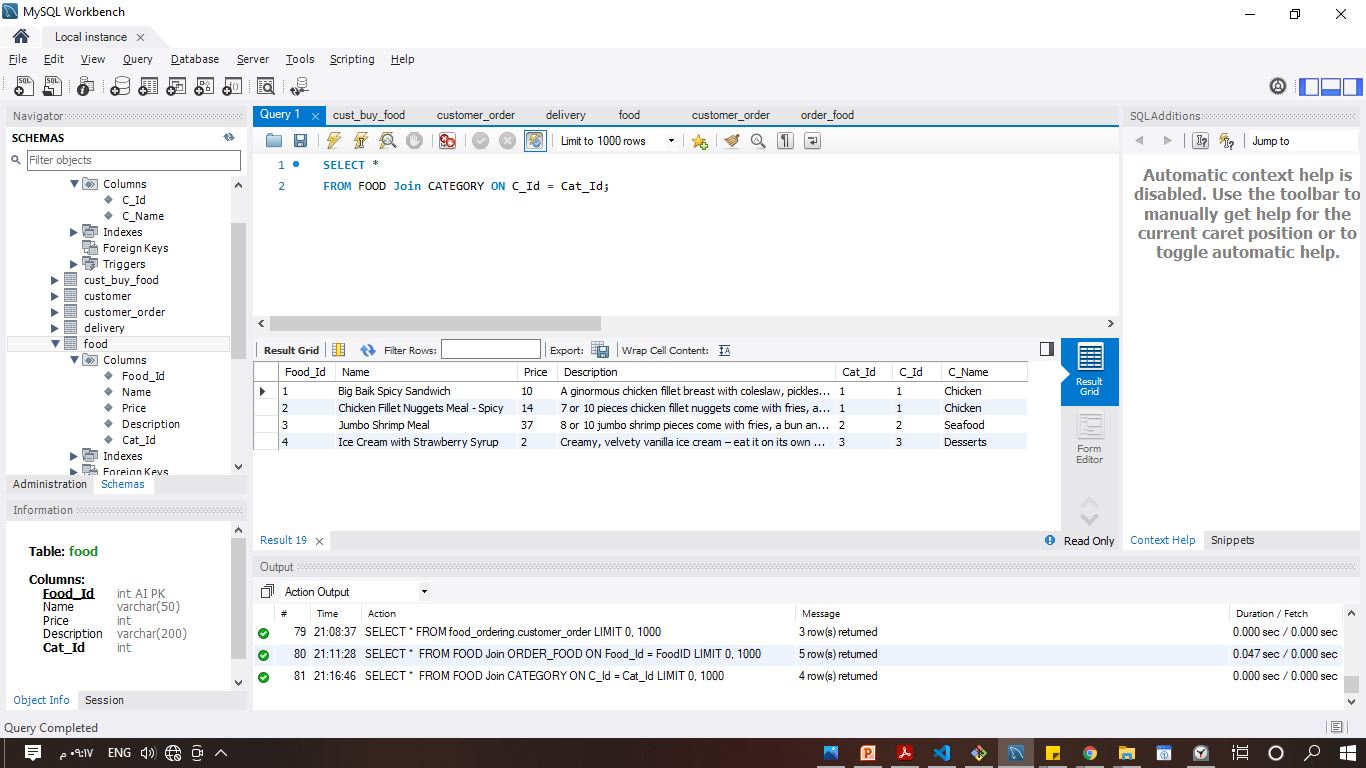 MySQL Workbench
Local instance
File Edit View Query Database Server Tools Scripting Help
Navigator
SCHEMAS
Filter objects
Columns
C_Id
C_Name
Indexes
Foreign Keys
Triggers
cust_buy_food
customer
customer_order
delivery
food
Columns
Food_Id
Name
Price
Description
Cat_Id
Indexes
Foreign Keys
Administration Schemas
Information
Table: food
Columns:
Food_Id int AI PK
Name varchar(50)
Price int
Description varchar(200)
Cat_Id int
Object Info Session
Query 1 cust_buy_food customer_order delivery food customer_order order_food
Limit to 1000 rows
1 SELECT *
2 FROM FOOD Join CATEGORY ON C_Id = Cat_Id;
Result Grid Filter Rows: Export: Wrap Cell Content:
Food_Id Name Price Description Cat_Id C_Id C_Name
1 Big Baik Spicy Sandwich 10 A ginormous chicken fillet breast with coleslaw, pickles... 1 1 Chicken
2 Chicken Fillet Nuggets Meal - Spicy 14 7 or 10 pieces chicken fillet nuggets come with fries, a... 1 1 Chicken
3 Jumbo Shrimp Meal 37 8 or 10 jumbo shrimp pieces come with fries, a bun an... 2 2 Seafood
4 Ice Cream with Strawberry Syrup 2 Creamy, velvety vanilla ice cream – eat it on its own ... 3 3 Desserts
Result Grid
Form Editor
Result 19
Read Only
SQLAdditions
Jump to
Automatic context help is
disabled. Use the toolbar to
manually get help for the
current caret position or to
toggle automatic help.
Context Help Snippets
Output
Action Output
# Time Action Message Duration / Fetch
79 21:08:37 SELECT * FROM food_ordering.customer_order LIMIT 0, 1000 3 row(s) returned 0.000 sec / 0.000 sec
80 21:11:28 SELECT * FROM FOOD Join ORDER_FOOD ON Food_Id = FoodID LIMIT 0, 1000 5 row(s) returned 0.047 sec / 0.000 sec
81 21:16:46 SELECT * FROM FOOD Join CATEGORY ON C_Id = Cat_Id LIMIT 0, 1000 4 row(s) returned 0.000 sec / 0.000 sec
Query Completed
٠٩:١٧ م ENG